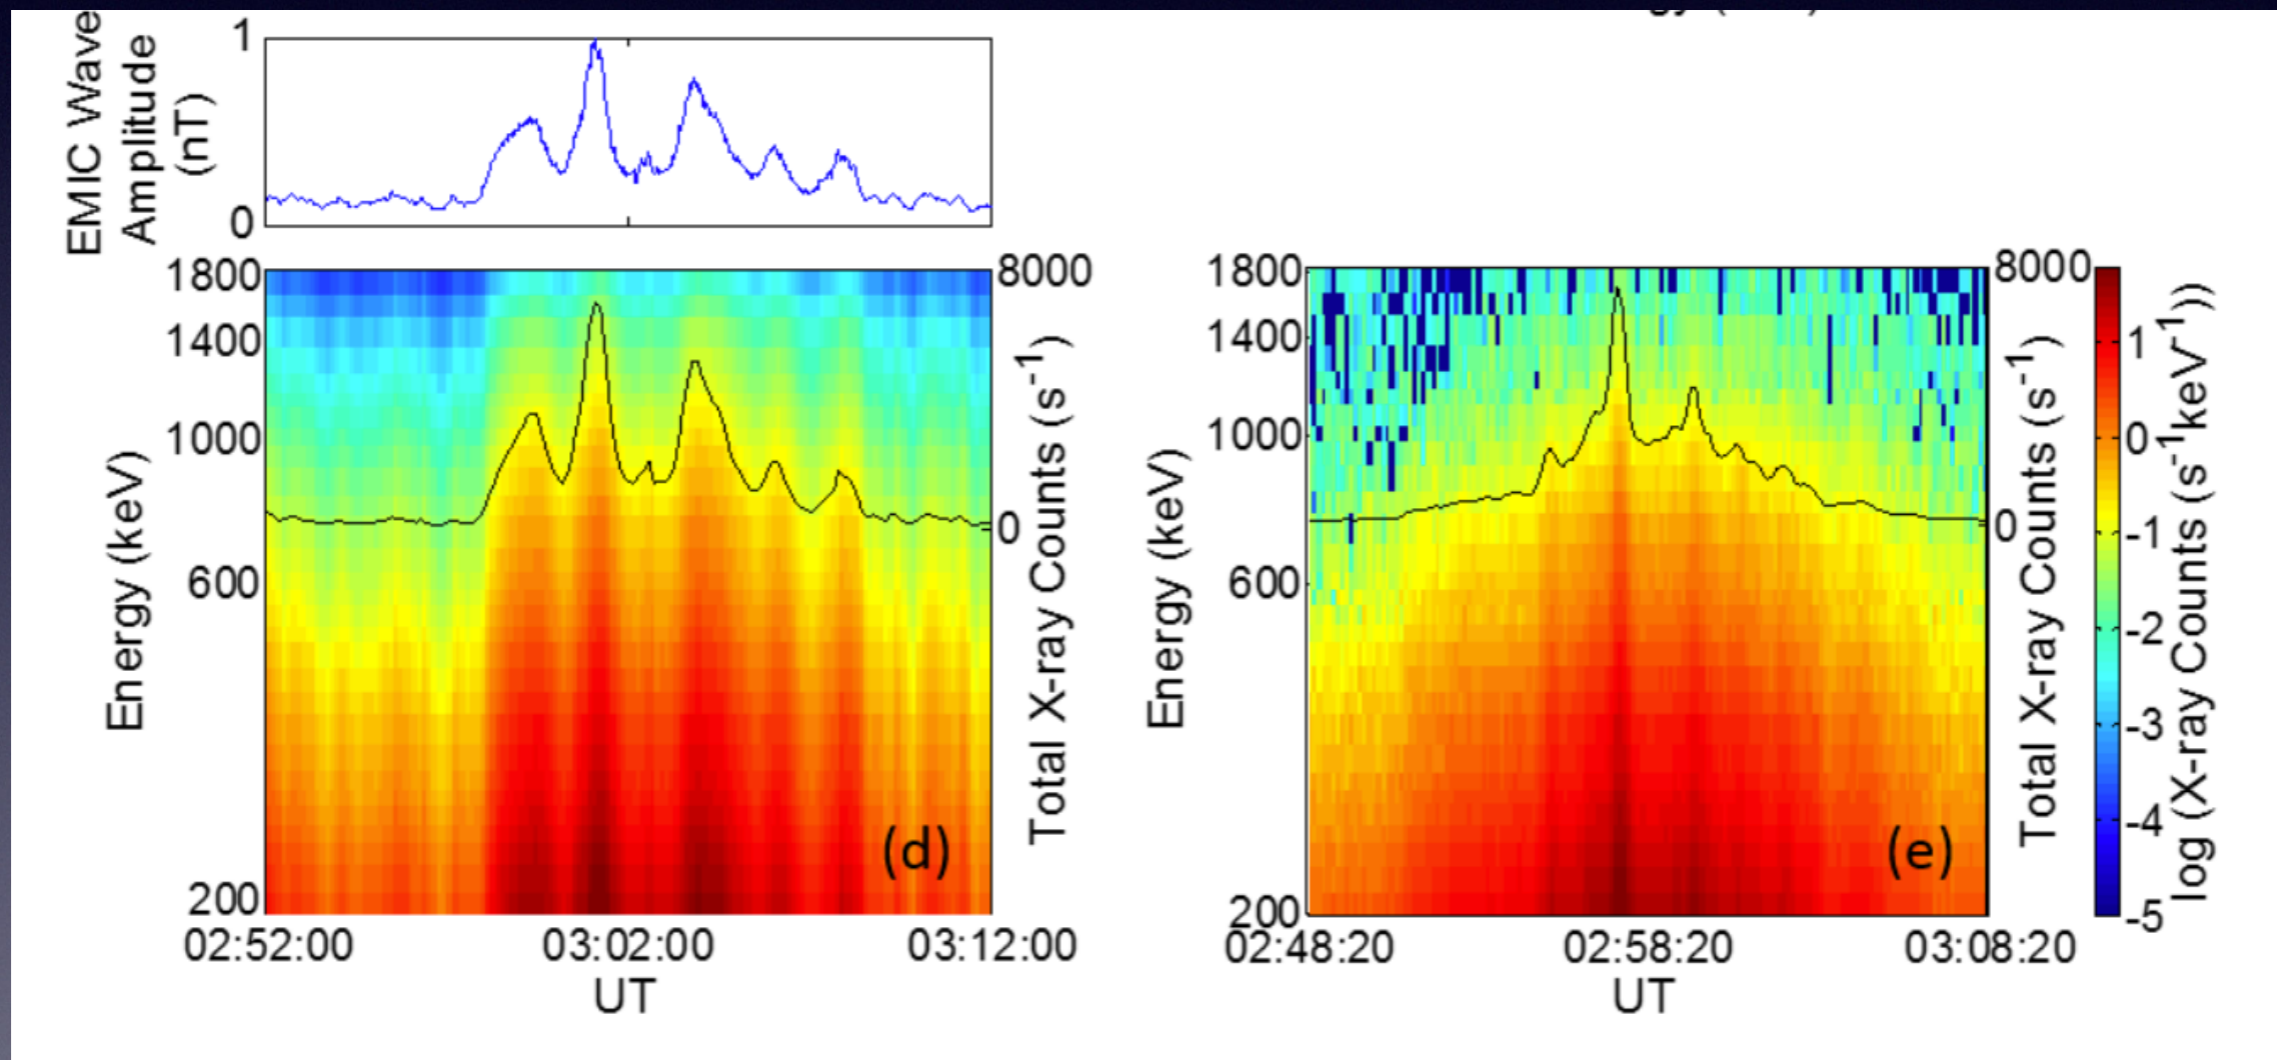 EMIC Wave
Amplitude
(nT)
1
0
1800
1400
1000
600
200
Energy (keV)
8000
0
Total X-ray Counts (s-1)
(d)
02:52:00
03:02:00
03:12:00
UT
1800
1400
1000
600
200
Energy (keV)
8000
0
Total X-ray Counts (s-1)
(e)
02:48:20
02:58:20
03:08:20
UT
1
0
-1
-2
-3
-4
-5
log (X-ray Counts (s-1keV-1))